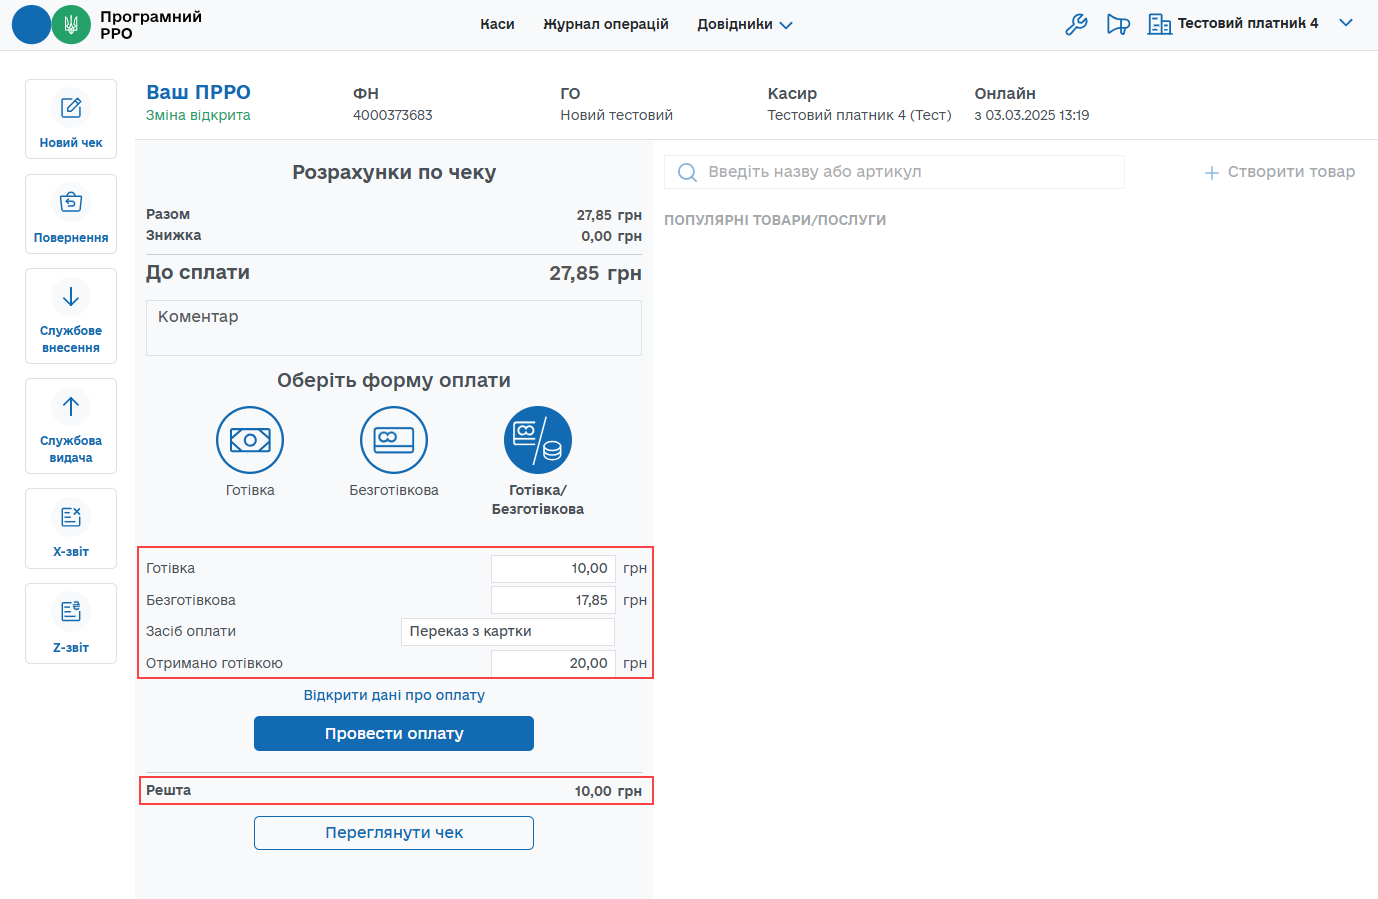 Програмний
РРО
Каси
Журнал операцій
Довідники
Тестовий платник 4
Новий чек
Повернення
Службове
внесення
Службова
видача
Х-звіт
Z-звіт
Ваш ПРРО
Зміна відкрита
ФН
4000373683
ГО
Новий тестовий
Касир
Тестовий платник 4 (Тест)
Онлайн
з 03.03.2025 13:19
Розрахунки по чеку
Разом 27,85 грн
Знижка 0,00 грн
До сплати 27,85 грн
Коментар
Оберіть форму оплати
Готівка
Безготівкова
Готівка/
Безготівкова
Готівка 10,00 грн
Безготівкова 17,85 грн
Засіб оплати Переказ з картки
Отримано готівкою 20,00 грн
Відкрити дані про оплату
Провести оплату
Решта 10,00 грн
Переглянути чек
Введіть назву або артикул
Створити товар
ПОПУЛЯРНІ ТОВАРИ/ПОСЛУГИ